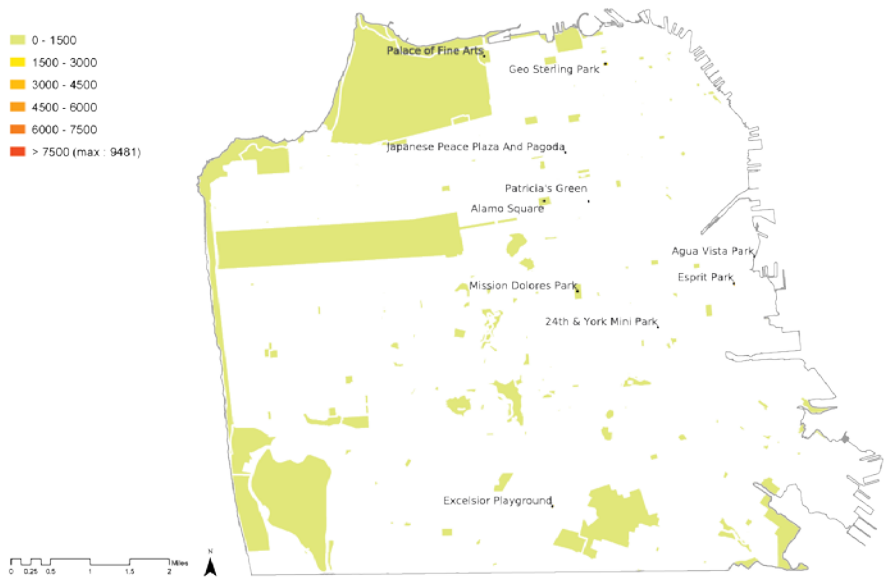 0 - 1500
1500 - 3000
3000 - 4500
4500 - 6000
6000 - 7500
> 7500 (max : 9481)
Palace of Fine Arts
Geo Sterling Park
Japanese Peace Plaza And Pagoda
Patricia's Green
Alamo Square
Agua Vista Park
Esprit Park
Mission Dolores Park
24th & York Mini Park
Excelsior Playground
N
Miles
0 0.25 0.5 1 1.5 2